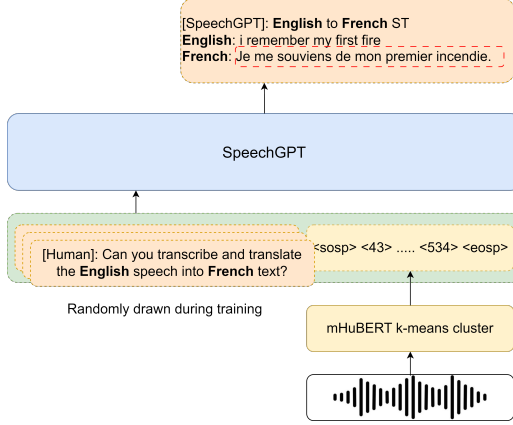 [SpeechGPT]: English to French ST
English: i remember my first fire
French: Je me souviens de mon premier incendie.
SpeechGPT
[Human]: Can you transcribe and translate
the English speech into French text?
<sosp> <43> ..... <534> <eosp>
Randomly drawn during training
mHuBERT k-means cluster